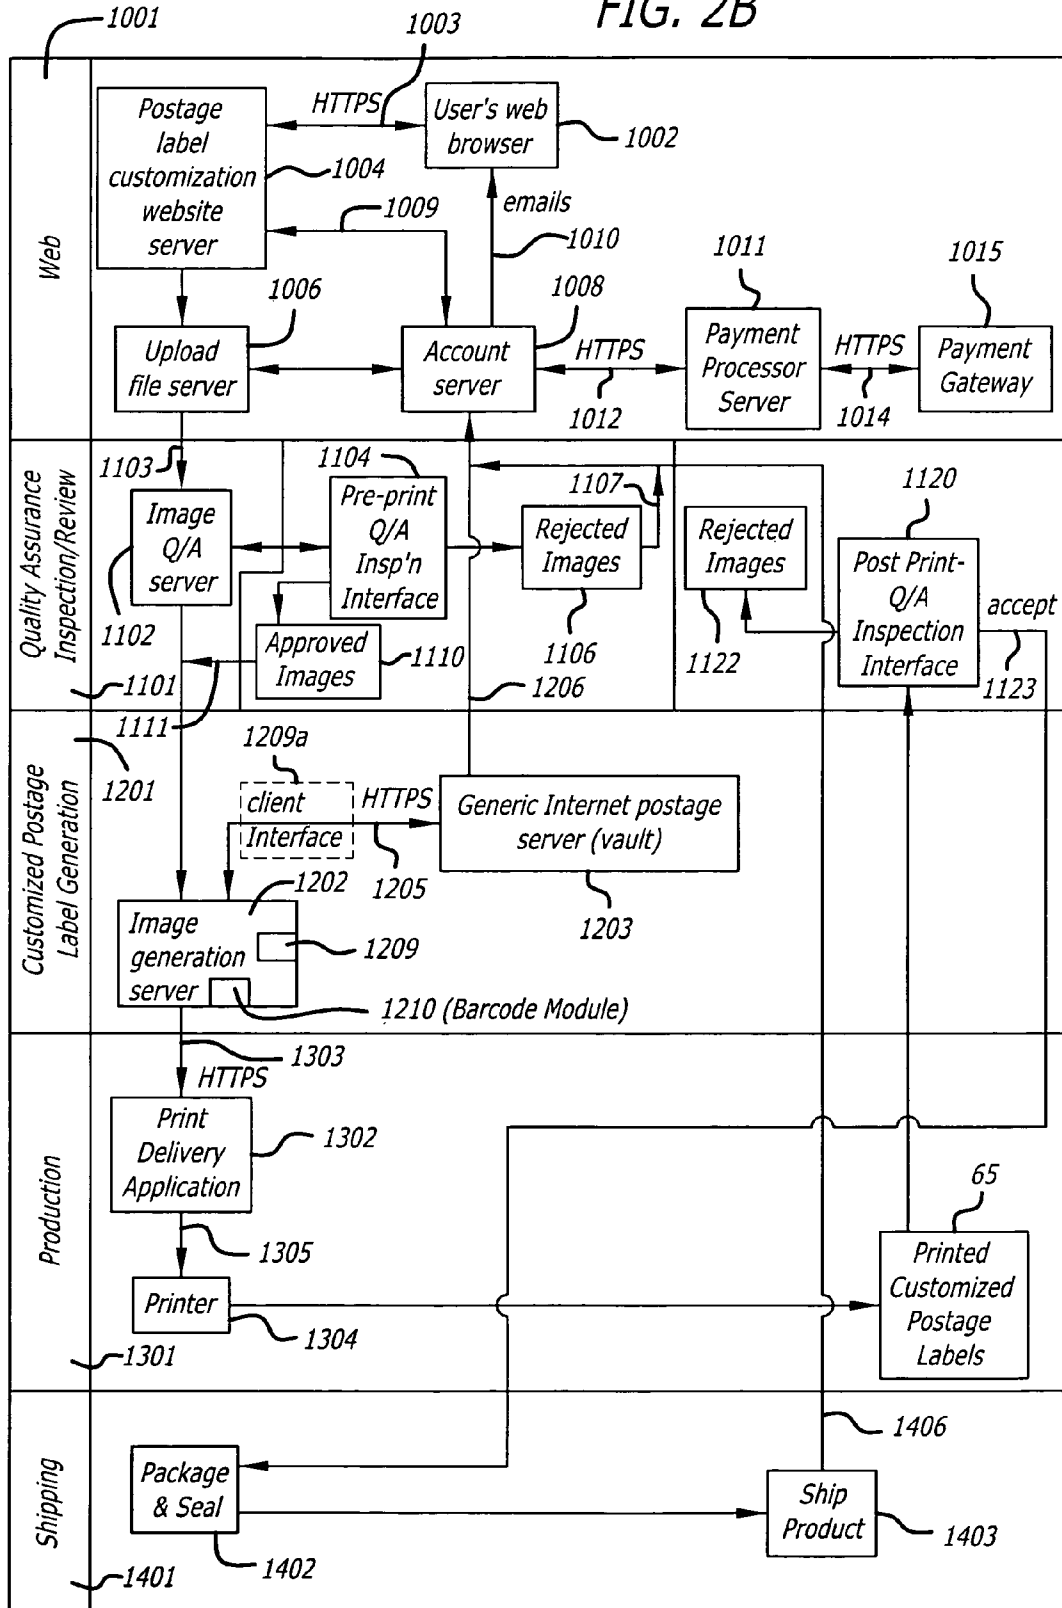 FIG. 2B
1001
1003
HTTPS
Postage
label
customization
website
server
User's web
browser
1002
1004
1009
emails
1010
Web
1006
1008
1011
1015
Upload
file server
Account
server
HTTPS
1012
Payment
Processor
Server
HTTPS
1014
Payment
Gateway
Quality Assurance
Inspection/Review
1103
1104
1107
1120
Image
Q/A
server
Pre-print
Q/A
Insp'n
Interface
Rejected
Images
Rejected
Images
Post Print-
Q/A
Inspection
Interface
accept
1102
Approved
Images
1110
1106
1122
1123
1101
1111
1206
Customized Postage
Label Generation
1201
1209a
client
Interface
HTTPS
1205
Generic Internet postage
server (vault)
1203
1202
Image
generation
server
1209
1210 (Barcode Module)
Production
1303
HTTPS
Print
Delivery
Application
1302
1305
65
Printer
1304
Printed
Customized
Postage
Labels
1301
Shipping
1406
Package
& Seal
Ship
Product
1403
1402
1401